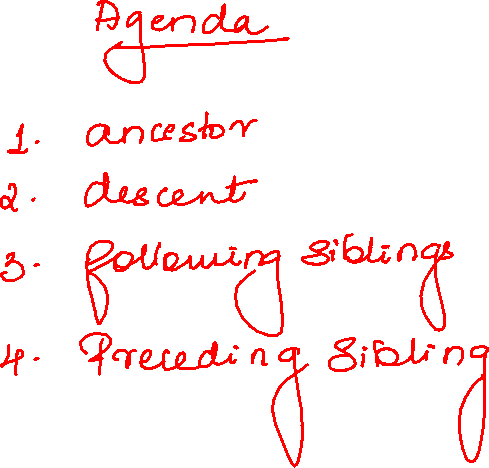 Agenda
1. ancestor
2. descent
3. following siblings
4. Preceding Sibling